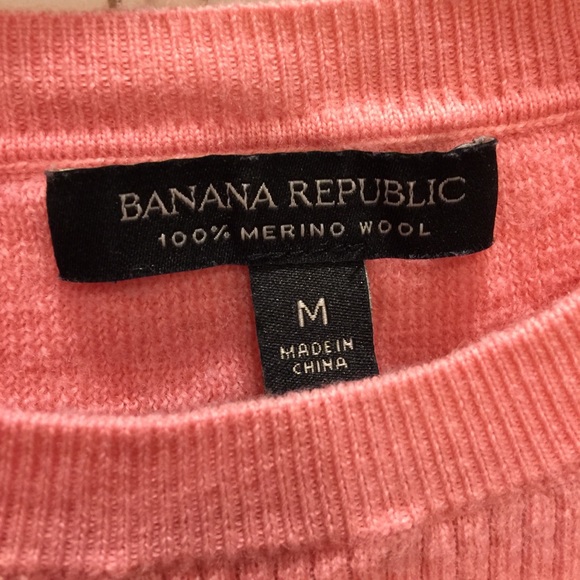 BANANA REPUBLIC
100% MERINO WOOL
M
MADE IN
CHINA